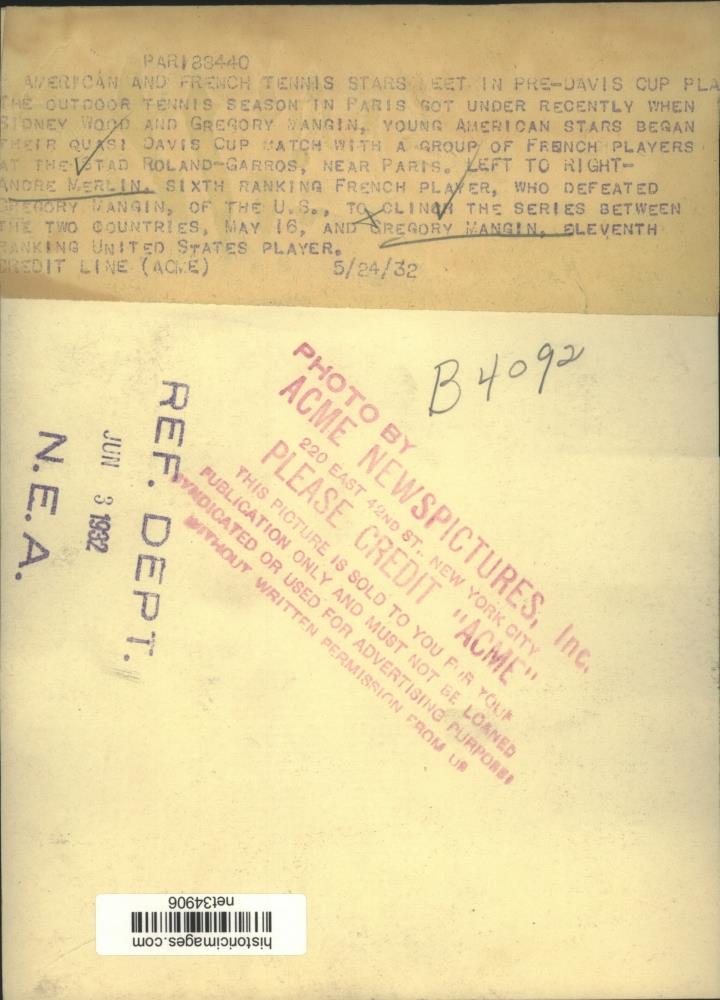 PAR188440
AMERICAN AND FRENCH TENNIS STARS MEET IN PRE-DAVIS CUP PLA
THE OUTDOOR TENNIS SEASON IN PARIS GOT UNDER RECENTLY WHEN
SIDNEY WOOD AND GREGORY MANGIN, YOUNG AMERICAN STARS BEGAN
THEIR QUASI DAVIS CUP MATCH WITH A GROUP OF FRENCH PLAYERS
AT THE STAD ROLAND-GARROS, NEAR PARIS. LEFT TO RIGHT-
ANDRE MERLIN, SIXTH RANKING FRENCH PLAYER, WHO DEFEATED
GREGORY MANGIN, OF THE U.S., TO CLINCH THE SERIES BETWEEN
THE TWO COUNTRIES, MAY 16, AND GREGORY MANGIN, ELEVENTH
RANKING UNITED STATES PLAYER.
CREDIT LINE (ACME) 5/24/32
B4092
PHOTO BY
ACME NEWSPICTURES, Inc.
220 EAST 42ND ST., NEW YORK CITY
PLEASE CREDIT "ACME"
THIS PICTURE IS SOLD TO YOU FOR YOUR
PUBLICATION ONLY AND MUST NOT BE LOANED
SYNDICATED OR USED FOR ADVERTISING PURPOSES
WITHOUT WRITTEN PERMISSION FROM US
REF. DEPT.
JUN 3 1932
N.E.A.
historicimages.com
net34906